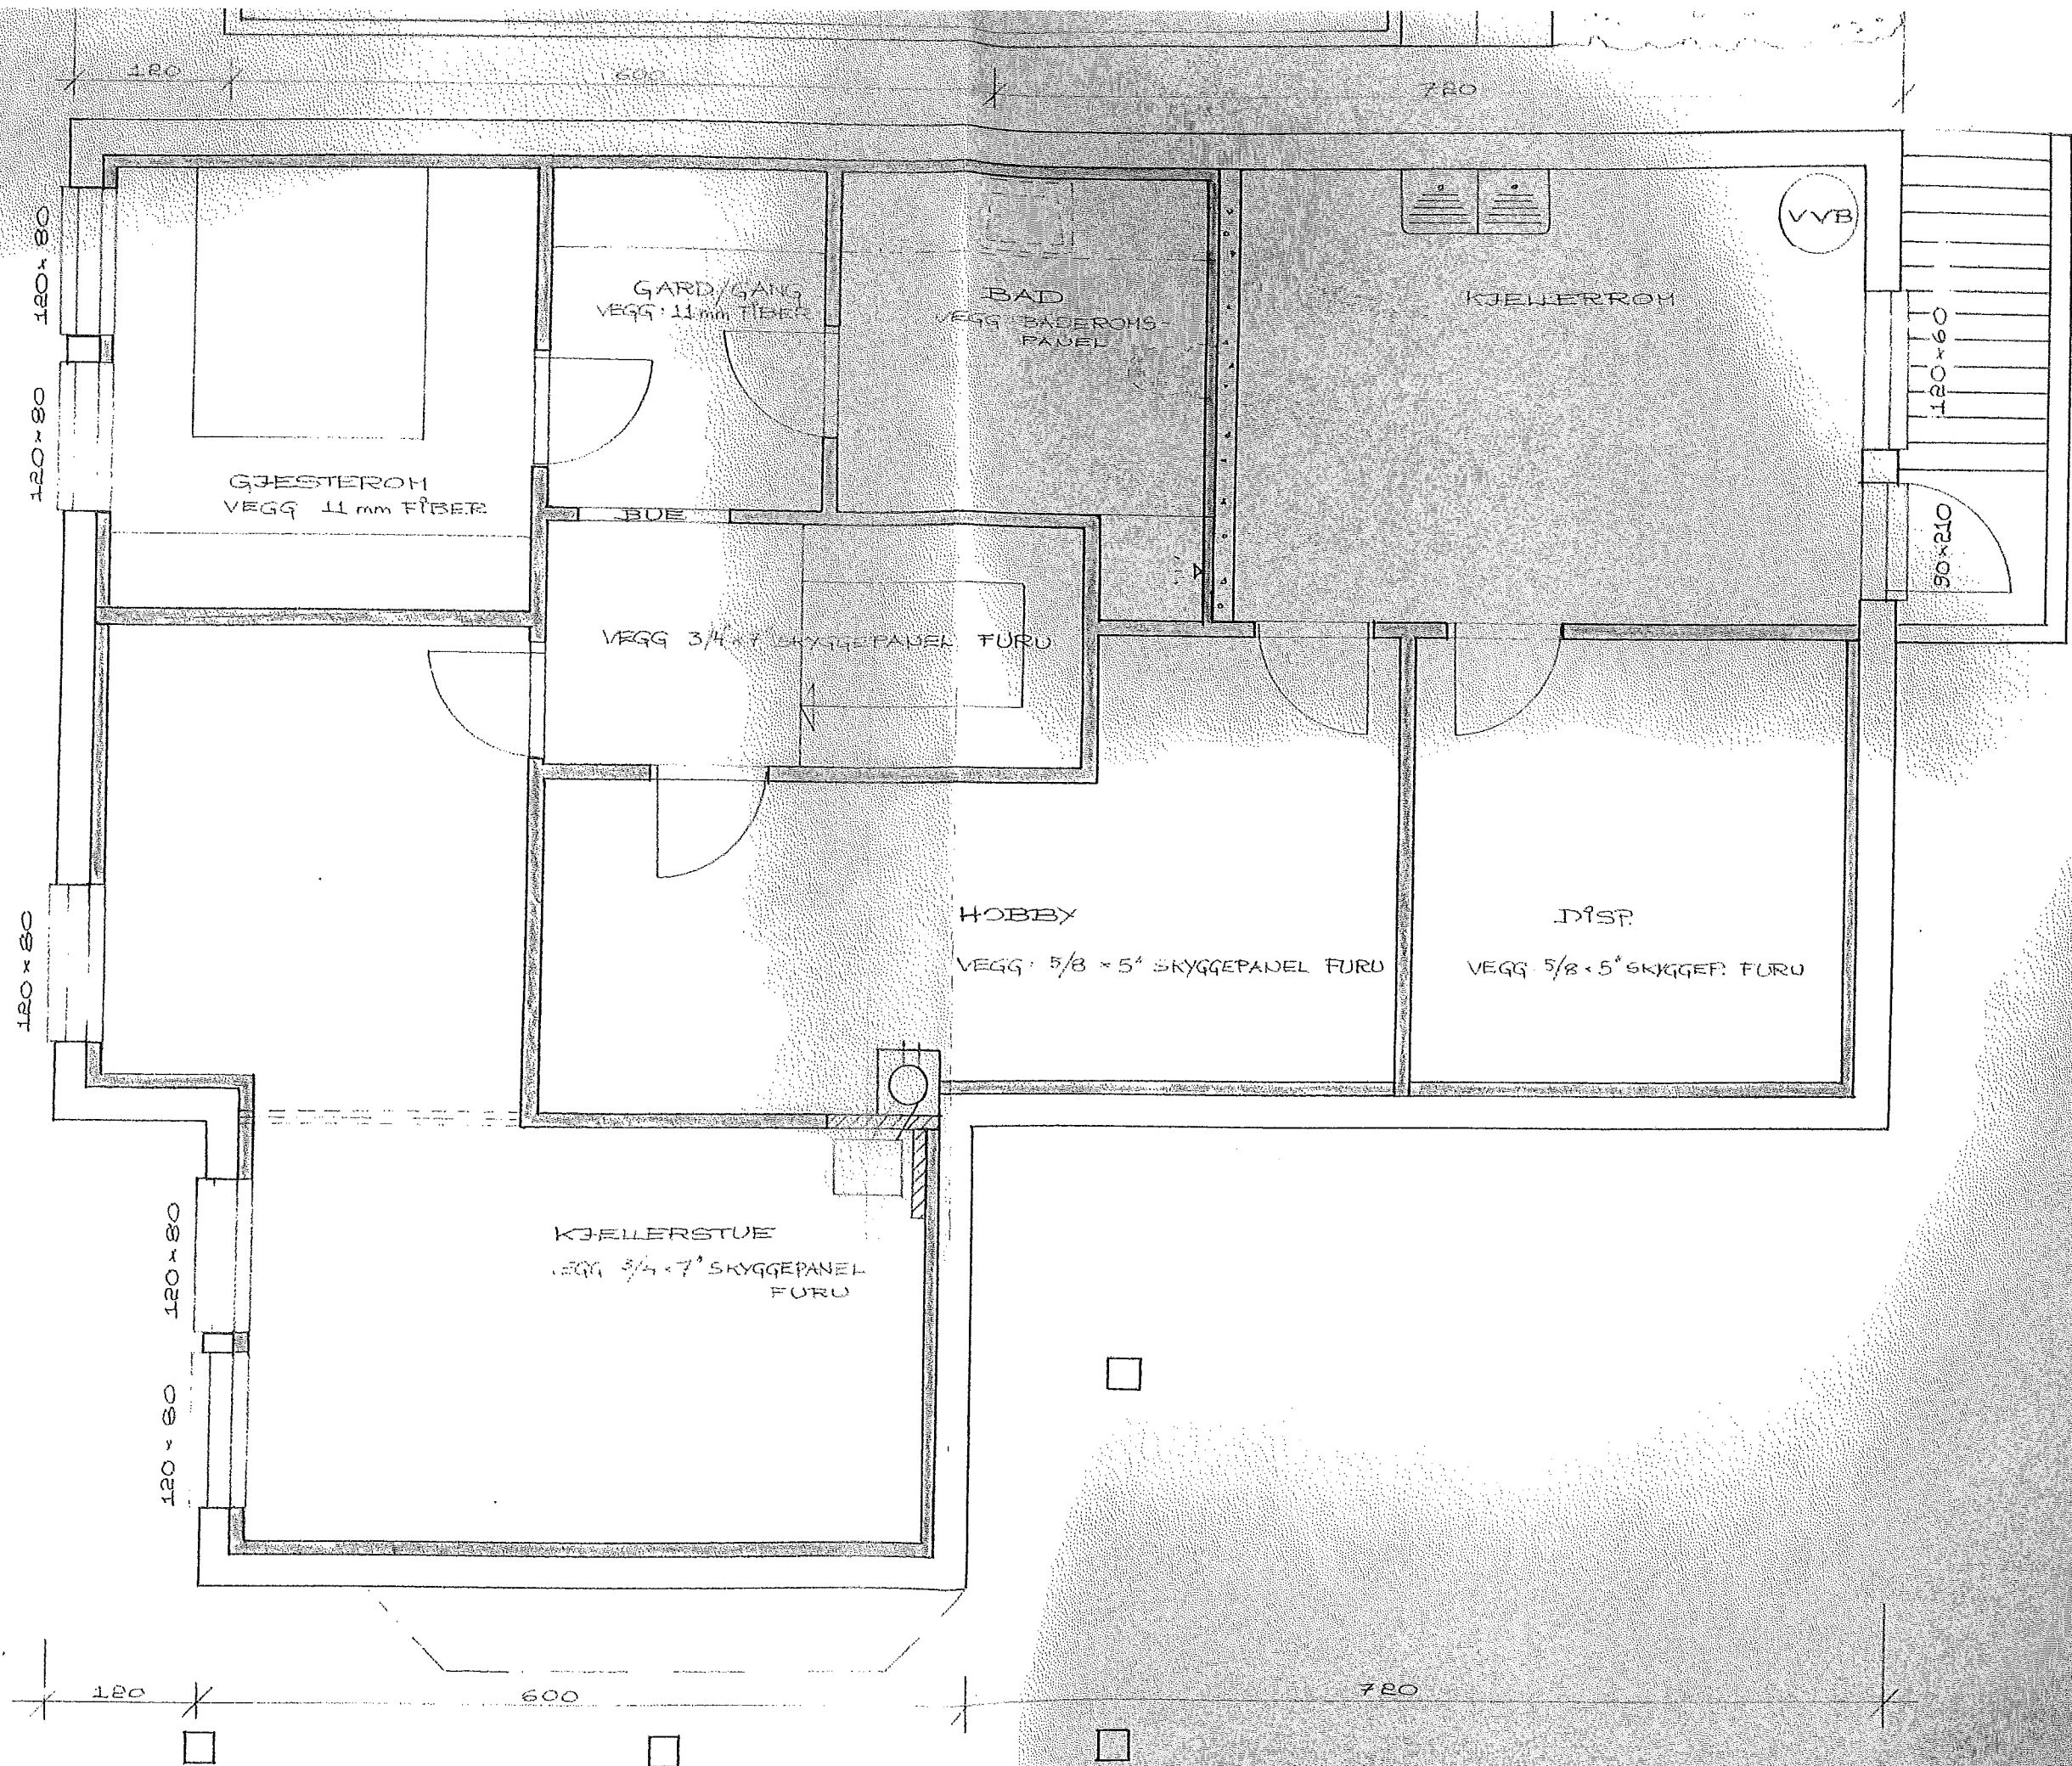 120
600
720
120×80
120×80
GARD/GANG
VEGG: 11 mm FIBER
BAD
VEGG BADEROMS-
PANEL
KJELLERROM
VVB
120×60
90×210
GJESTEROM
VEGG 11 mm FIBER
BUE
VEGG 3/4×7" SKYGGEPANEL FURU
120×80
HOBBY
VEGG: 5/8 × 5" SKYGGEPANEL FURU
DISP.
VEGG 5/8×5" SKYGGEP. FURU
KJELLERSTUE
VEGG 3/4×7" SKYGGEPANEL
FURU
120×80
120×80
120
600
720